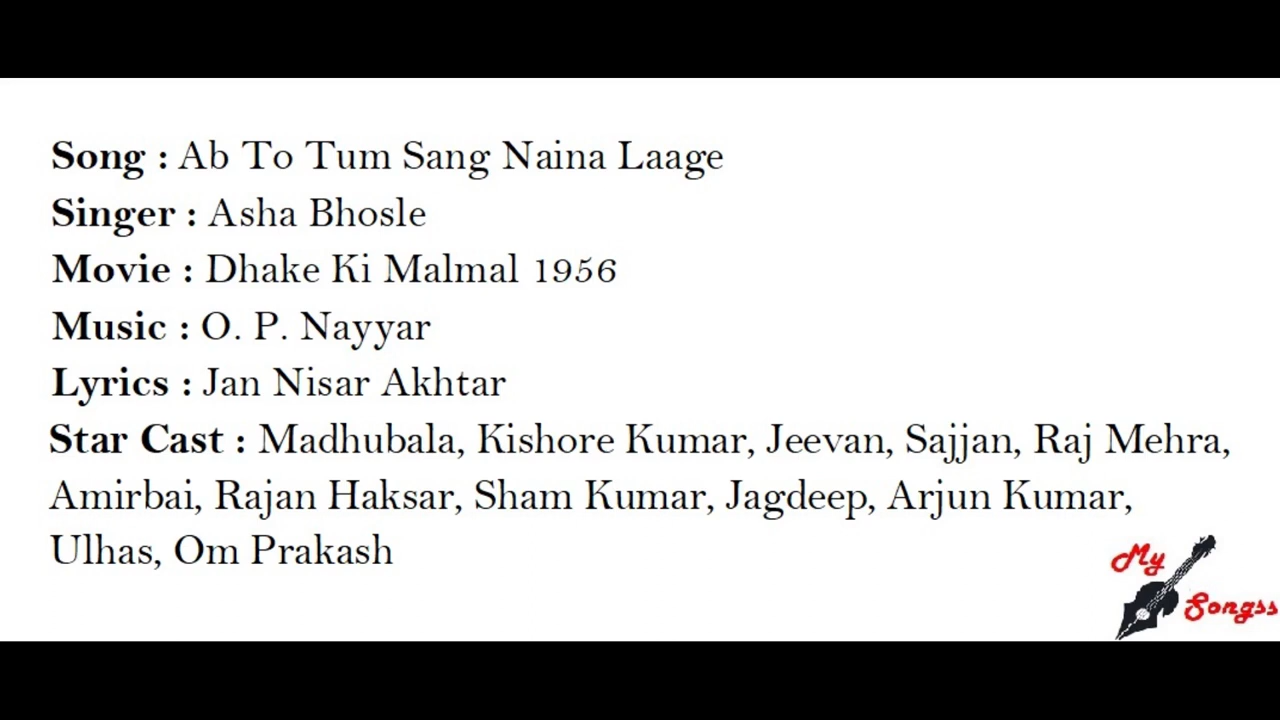 Song : Ab To Tum Sang Naina Laage
Singer : Asha Bhosle
Movie : Dhake Ki Malmal 1956
Music : O. P. Nayyar
Lyrics : Jan Nisar Akhtar
Star Cast : Madhubala, Kishore Kumar, Jeevan, Sajjan, Raj Mehra,
Amirbai, Rajan Haksar, Sham Kumar, Jagdeep, Arjun Kumar,
Ulhas, Om Prakash
My
Songss